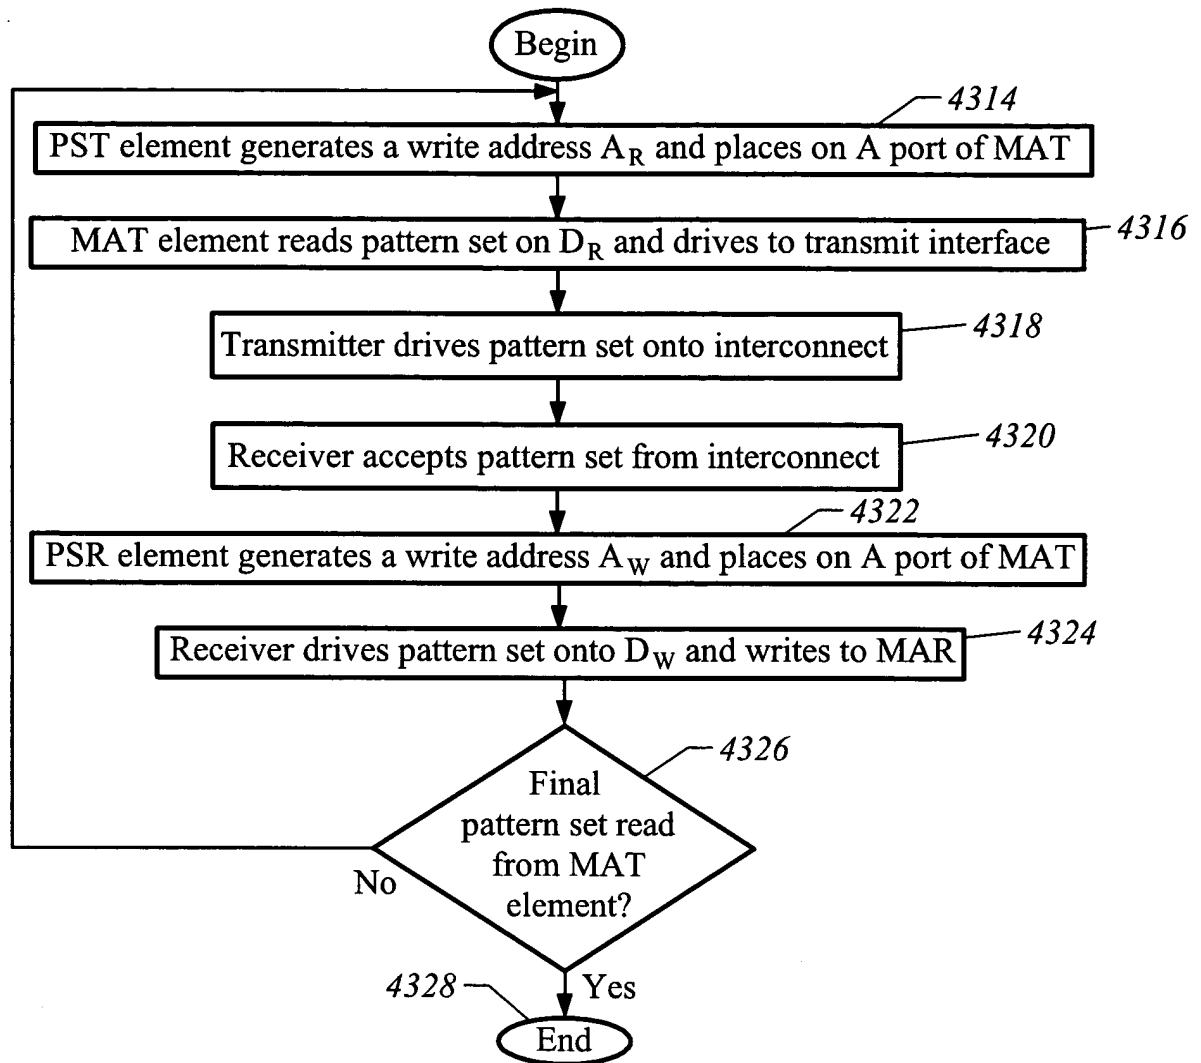 Begin
4314
PST element generates a write address A_R and places on A port of MAT
MAT element reads pattern set on D_R and drives to transmit interface
4316
Transmitter drives pattern set onto interconnect
4318
Receiver accepts pattern set from interconnect
4320
4322
PSR element generates a write address A_W and places on A port of MAT
Receiver drives pattern set onto D_W and writes to MAR
4324
4326
Final
pattern set read
from MAT
element?
No
Yes
4328
End